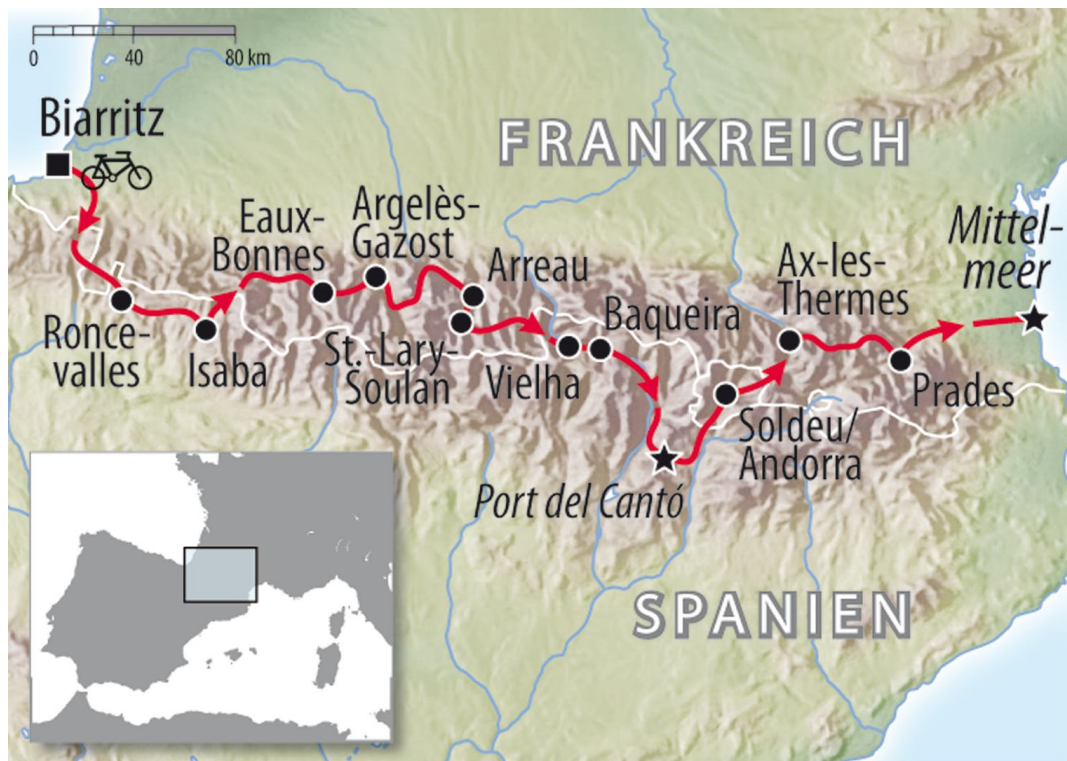 0 40 80 km
Biarritz
FRANKREICH
Eaux-
Bonnes
Argelès-
Gazost
Arreau
Mittel-
meer
Ax-les-
Thermes
Baqueira
Ronce-
valles
Isaba
St.-Lary-
Soulan
Vielha
Prades
Soldeu/
Andorra
Port del Cantó
SPANIEN